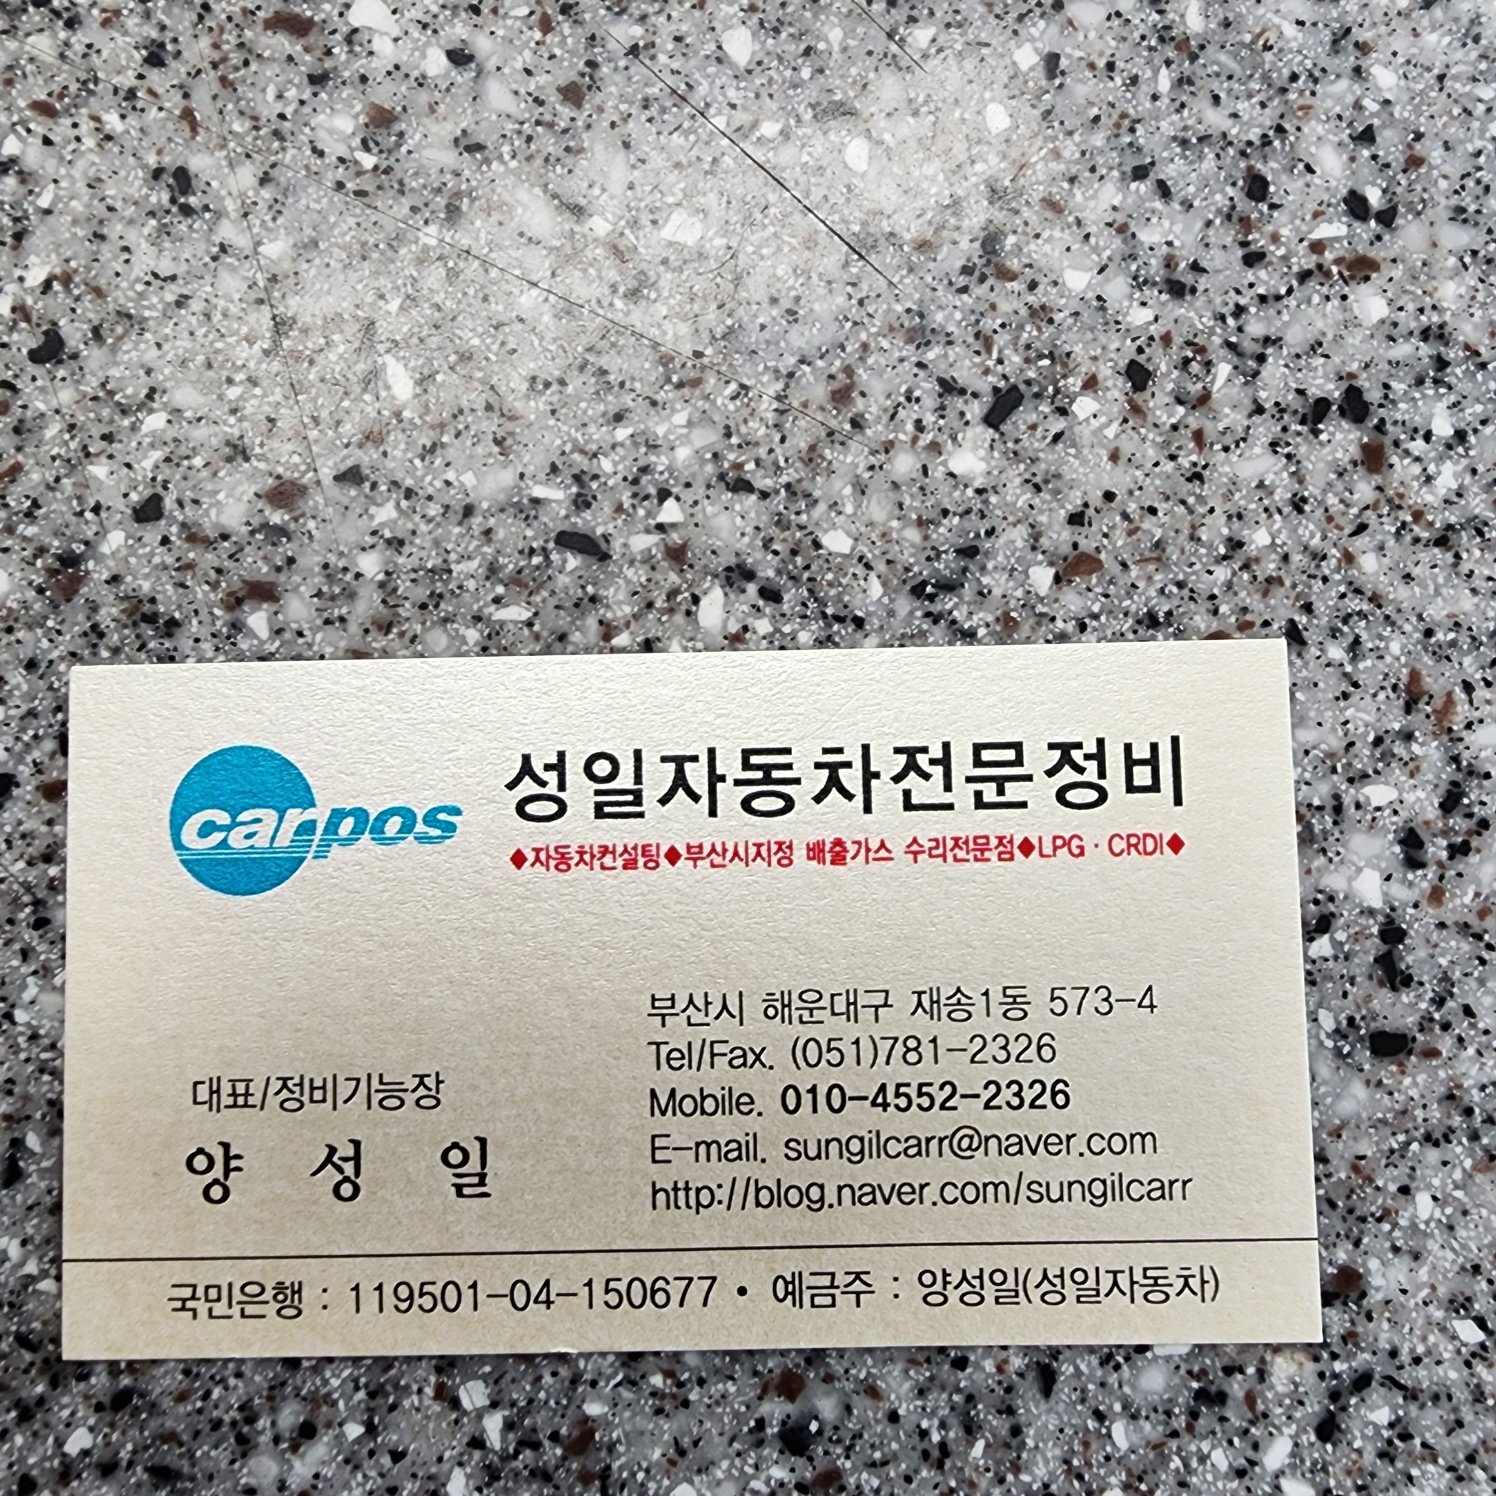 carpos
성일자동차전문정비
◆자동차컨설팅◆부산시지정 배출가스 수리전문점◆LPG · CRDI◆
부산시 해운대구 재송1동 573-4
Tel/Fax. (051)781-2326
Mobile. 010-4552-2326
E-mail. sungilcarr@naver.com
http://blog.naver.com/sungilcarr
대표/정비기능장
양 성 일
국민은행 : 119501-04-150677 • 예금주 : 양성일(성일자동차)